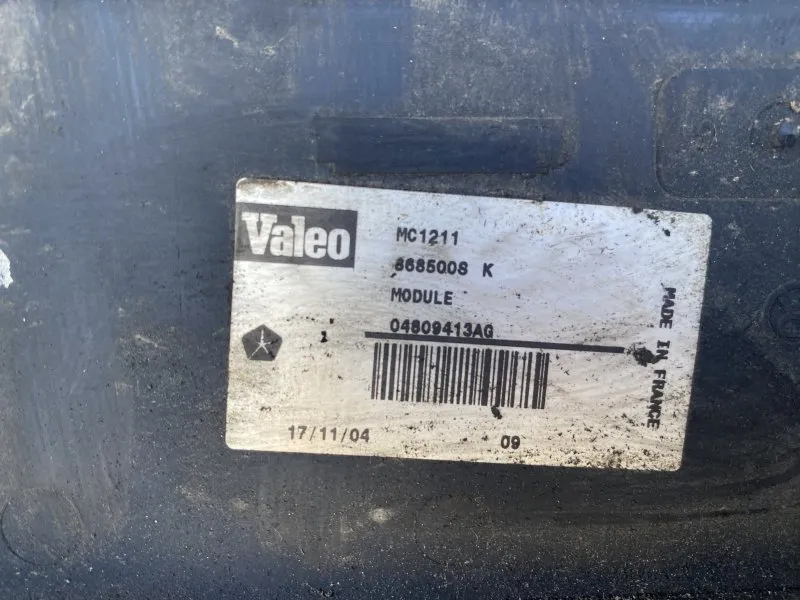 Valeo
MC1211
8685008 K
MODULE
04809413AG
MADE IN FRANCE
17/11/04
09